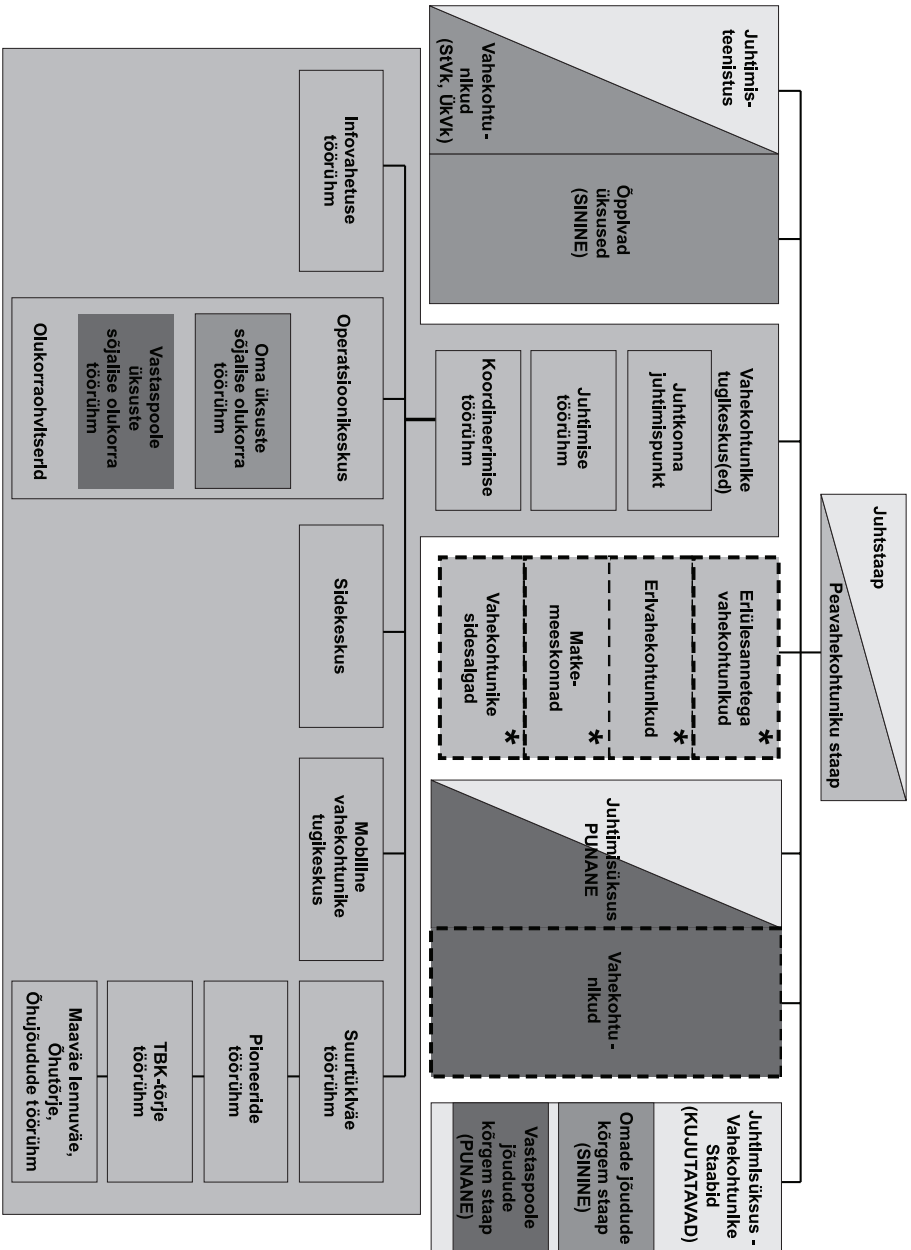 Juhtstaap
Peavahekohtuniku staap
Juhtimis-
teenistus
Vahekohtu-
nikud
(StVk, ÜkVk)
Õppivad
üksused
(SININE)
Vahekohtunike
tugikeskus(ed)
Juhtkonna
juhtimispunkt
Juhtimise
töörühm
Koordineerimise
töörühm
Eriülesannetega
vahekohtunikud
*
Erivahekohtunikud
*
Matke-
meeskonnad
*
Vahekohtunike
sidesalgad
*
Juhtimisüksus
PUNANE
Vahekohtu-
nikud
Juhtimisüksus -
Vahekohtunike
Staabid
(KUJUTATAVAD)
Omade jõudude
kõrgem staap
(SININE)
Vastaspoole
jõudude
kõrgem staap
(PUNANE)
Infovahetuse
töörühm
Operatsioonikeskus
Oma üksuste
sõjalise olukorra
töörühm
Vastaspoole
üksuste
sõjalise olukorra
töörühm
Olukorraohvitserid
Sidekeskus
Mobiilne
vahekohtunike
tugikeskus
Suurtükiväe
töörühm
Pioneeride
töörühm
TBK-tõrje
töörühm
Maaväe lennuväe,
Õhutõrje,
Õhujõudude töörühm